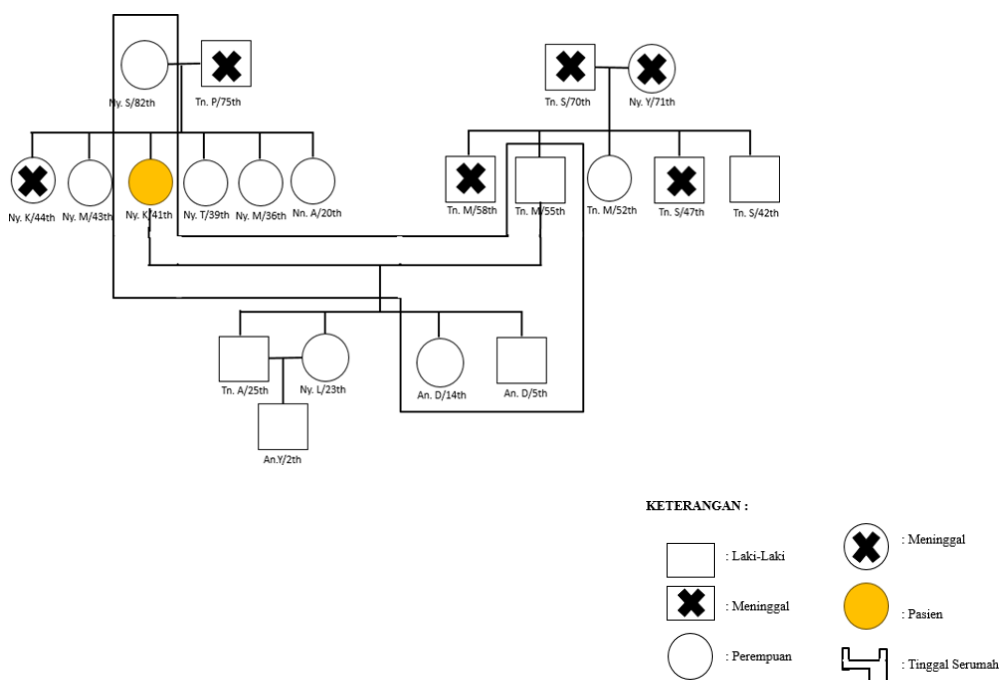 Ny. S/82th
Tn. P/75th
Tn. S/70th
Ny. Y/71th
Ny. K/44th
Ny. M/43th
Ny. K/41th
Ny. T/39th
Ny. M/36th
Nn. A/20th
Tn. M/58th
Tn. M/55th
Tn. M/52th
Tn. S/47th
Tn. S/42th
Tn. A/25th
Ny. L/23th
An. D/14th
An. D/5th
An.Y/2th
KETERANGAN :
: Laki-Laki
: Meninggal
: Meninggal
: Pasien
: Perempuan
: Tinggal Serumah